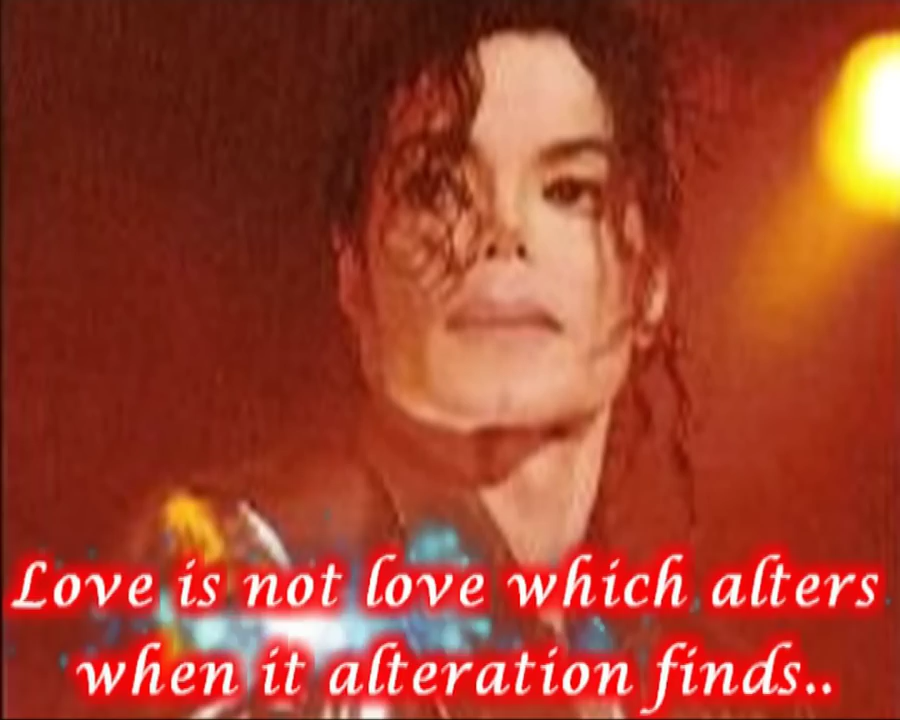 Love is not love which alters
when it alteration finds..